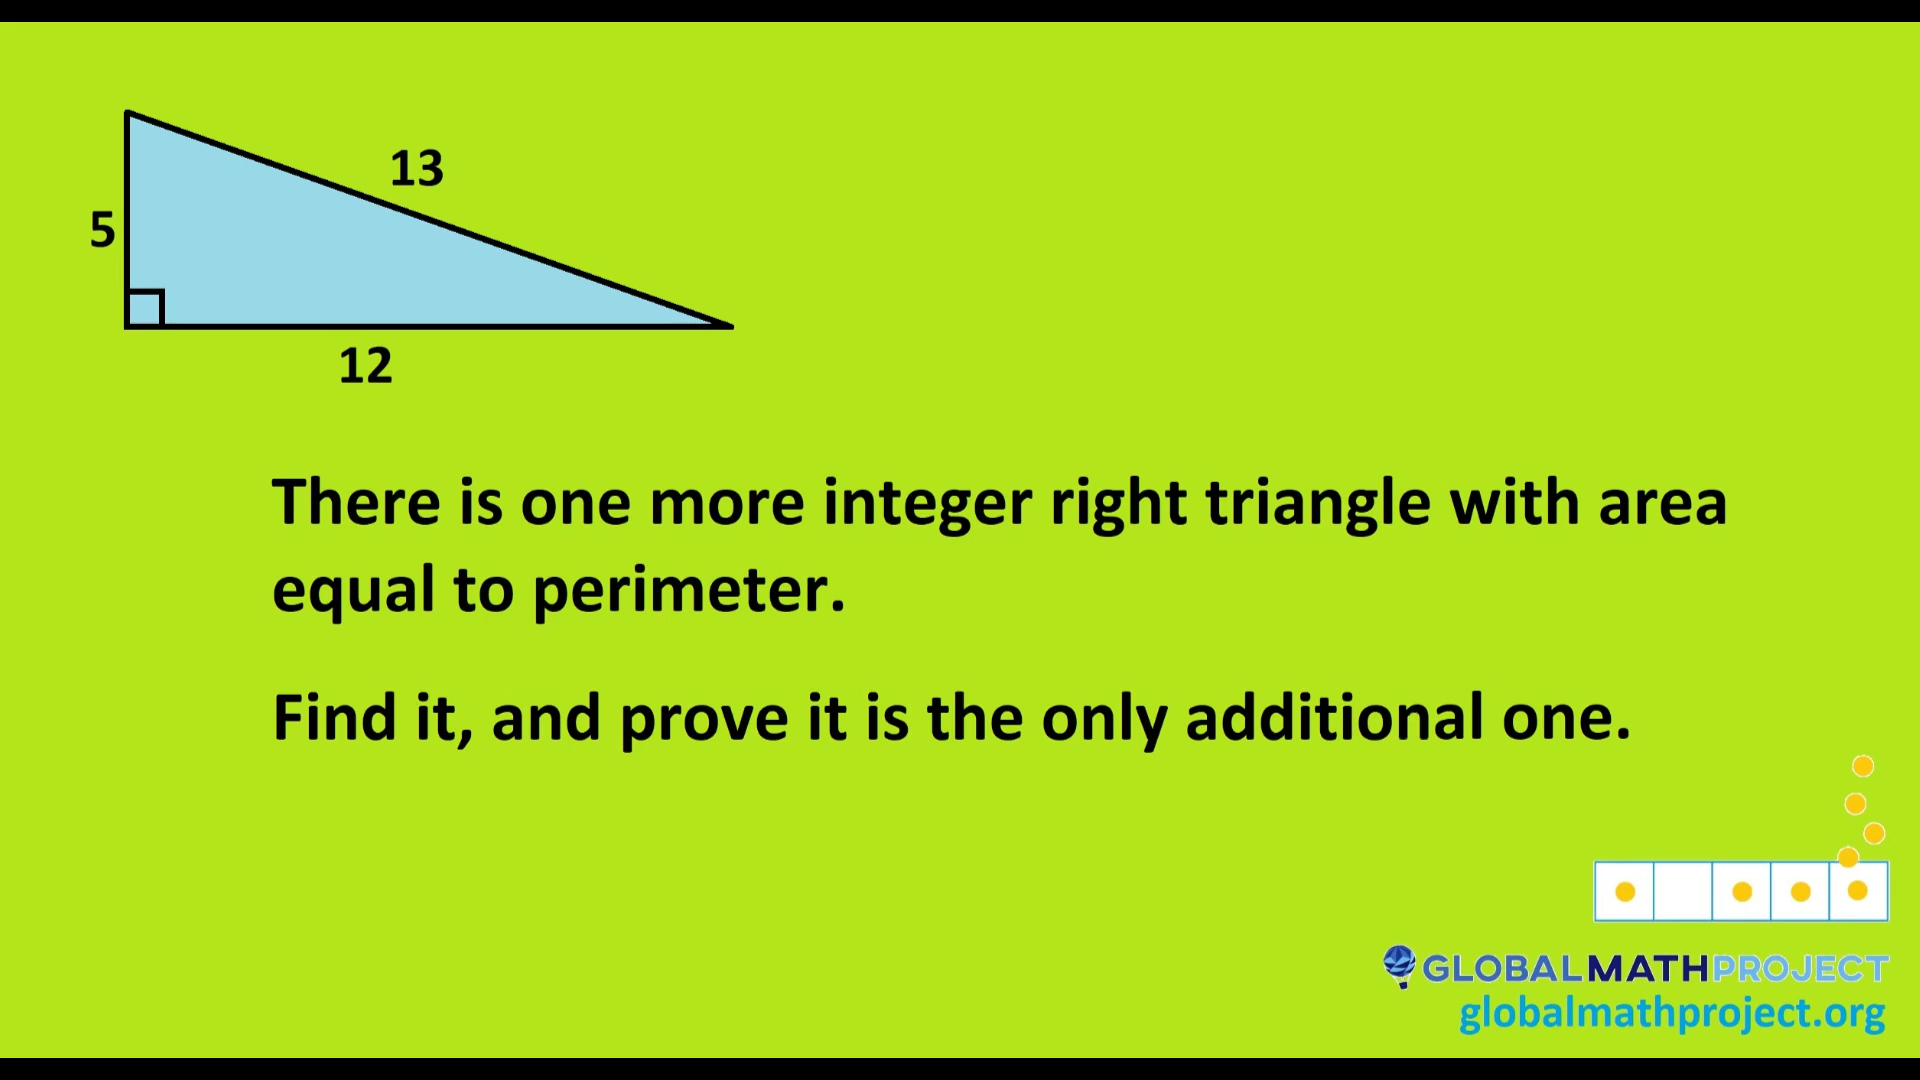 13
5
12
There is one more integer right triangle with area
equal to perimeter.
Find it, and prove it is the only additional one.
GLOBALMATHPROJECT
globalmathproject.org